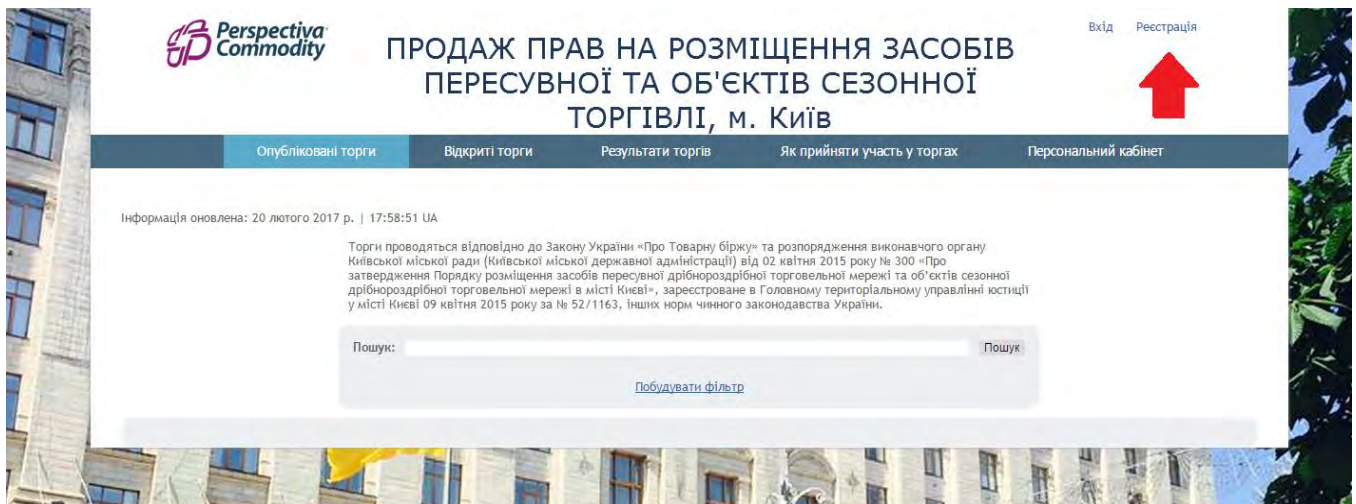 Perspectiva
Commodity
Вхід Реєстрація
ПРОДАЖ ПРАВ НА РОЗМІЩЕННЯ ЗАСОБІВ
ПЕРЕСУВНОЇ ТА ОБ'ЄКТІВ СЕЗОННОЇ
ТОРГІВЛІ, м. Київ
Опубліковані торги Відкриті торги Результати торгів Як прийняти участь у торгах Персональний кабінет
Інформація оновлена: 20 лютого 2017 р. | 17:58:51 UA
Торги проводяться відповідно до Закону України «Про Товарну біржу» та розпорядження виконавчого органу
Київської міської ради (Київської міської державної адміністрації) від 02 квітня 2015 року № 300 «Про
затвердження Порядку розміщення засобів пересувної дрібнороздрібної торговельної мережі та об’єктів сезонної
дрібнороздрібної торговельної мережі в місті Києві», зареєстроване в Головному територіальному управлінні юстиції
у місті Києві 09 квітня 2015 року за № 52/1163, інших норм чинного законодавства України.
Пошук: Пошук
Побудувати фільтр